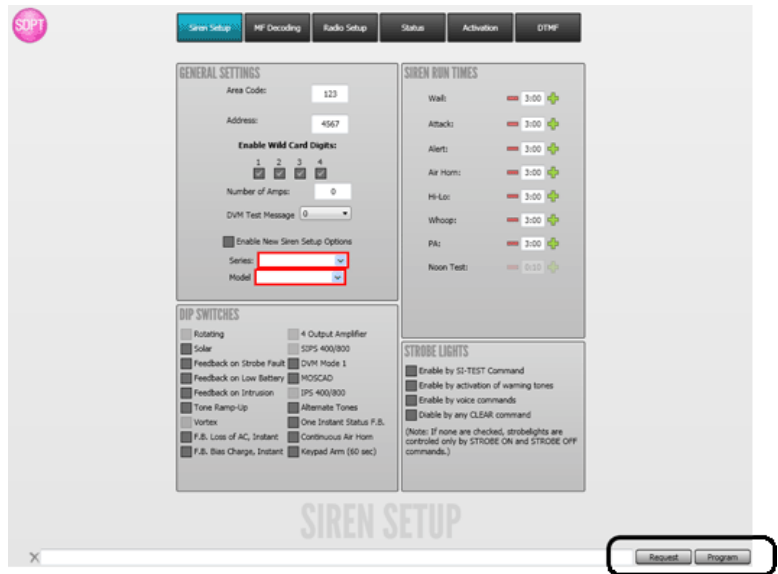 SDPT
Siren Setup MF Decoding Radio Setup Status Activation DTMF
GENERAL SETTINGS
Area Code: 123
Address: 4567
Enable Wild Card Digits:
1 2 3 4
Number of Amps: 0
DVM Test Message 0
Enable New Siren Setup Options
Series:
Model
SIREN RUN TIMES
Wail: 3:00
Attack: 3:00
Alert: 3:00
Air Horn: 3:00
Hi-Lo: 3:00
Whoop: 3:00
PA: 3:00
Noon Test: 0:10
DIP SWITCHES
Rotating 4 Output Amplifier
Solar SIPS 400/800
Feedback on Strobe Fault DVM Mode 1
Feedback on Low Battery MOSCAD
Feedback on Intrusion IPS 400/800
Tone Ramp-Up Alternate Tones
Vortex One Instant Status F.B.
F.B. Loss of AC, Instant Continuous Air Horn
F.B. Bias Charge, Instant Keypad Arm (60 sec)
STROBE LIGHTS
Enable by SI-TEST Command
Enable by activation of warning tones
Enable by voice commands
Diable by any CLEAR command
(Note: If none are checked, strobelights are
controled only by STROBE ON and STROBE OFF
commands.)
SIREN SETUP
Request Program